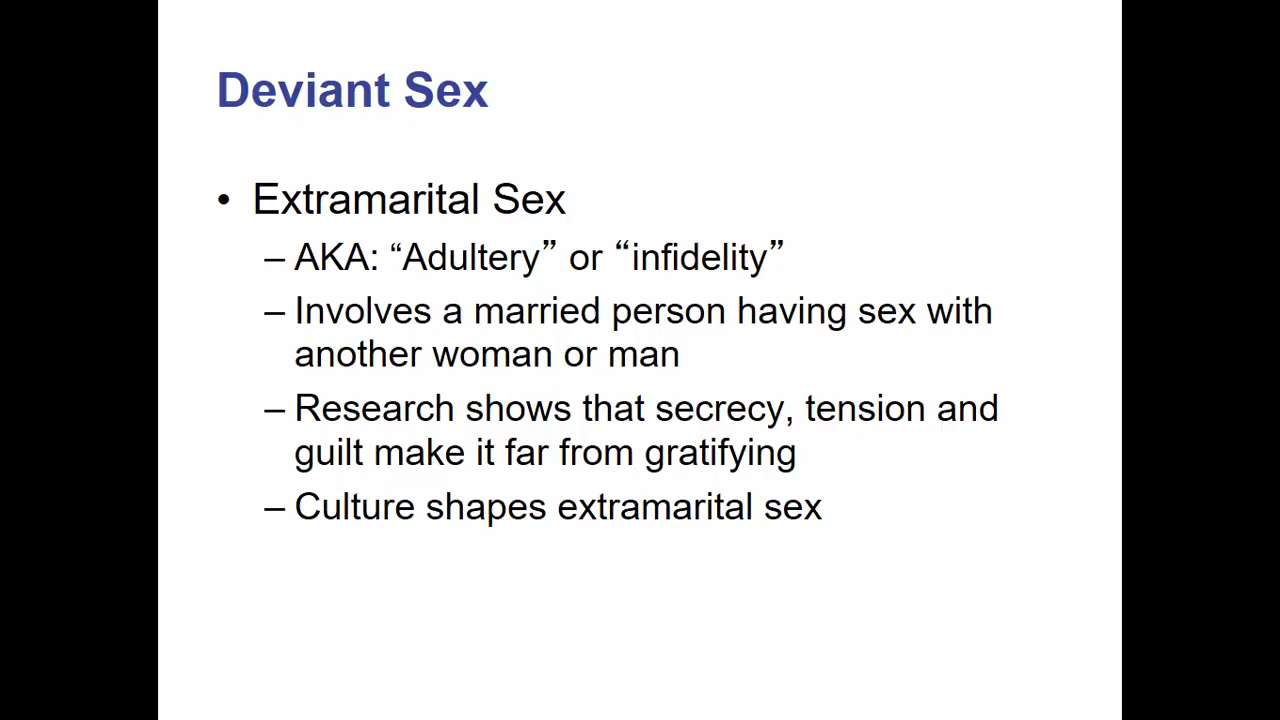 Deviant Sex
• Extramarital Sex
– AKA: “Adultery” or “infidelity”
– Involves a married person having sex with
another woman or man
– Research shows that secrecy, tension and
guilt make it far from gratifying
– Culture shapes extramarital sex